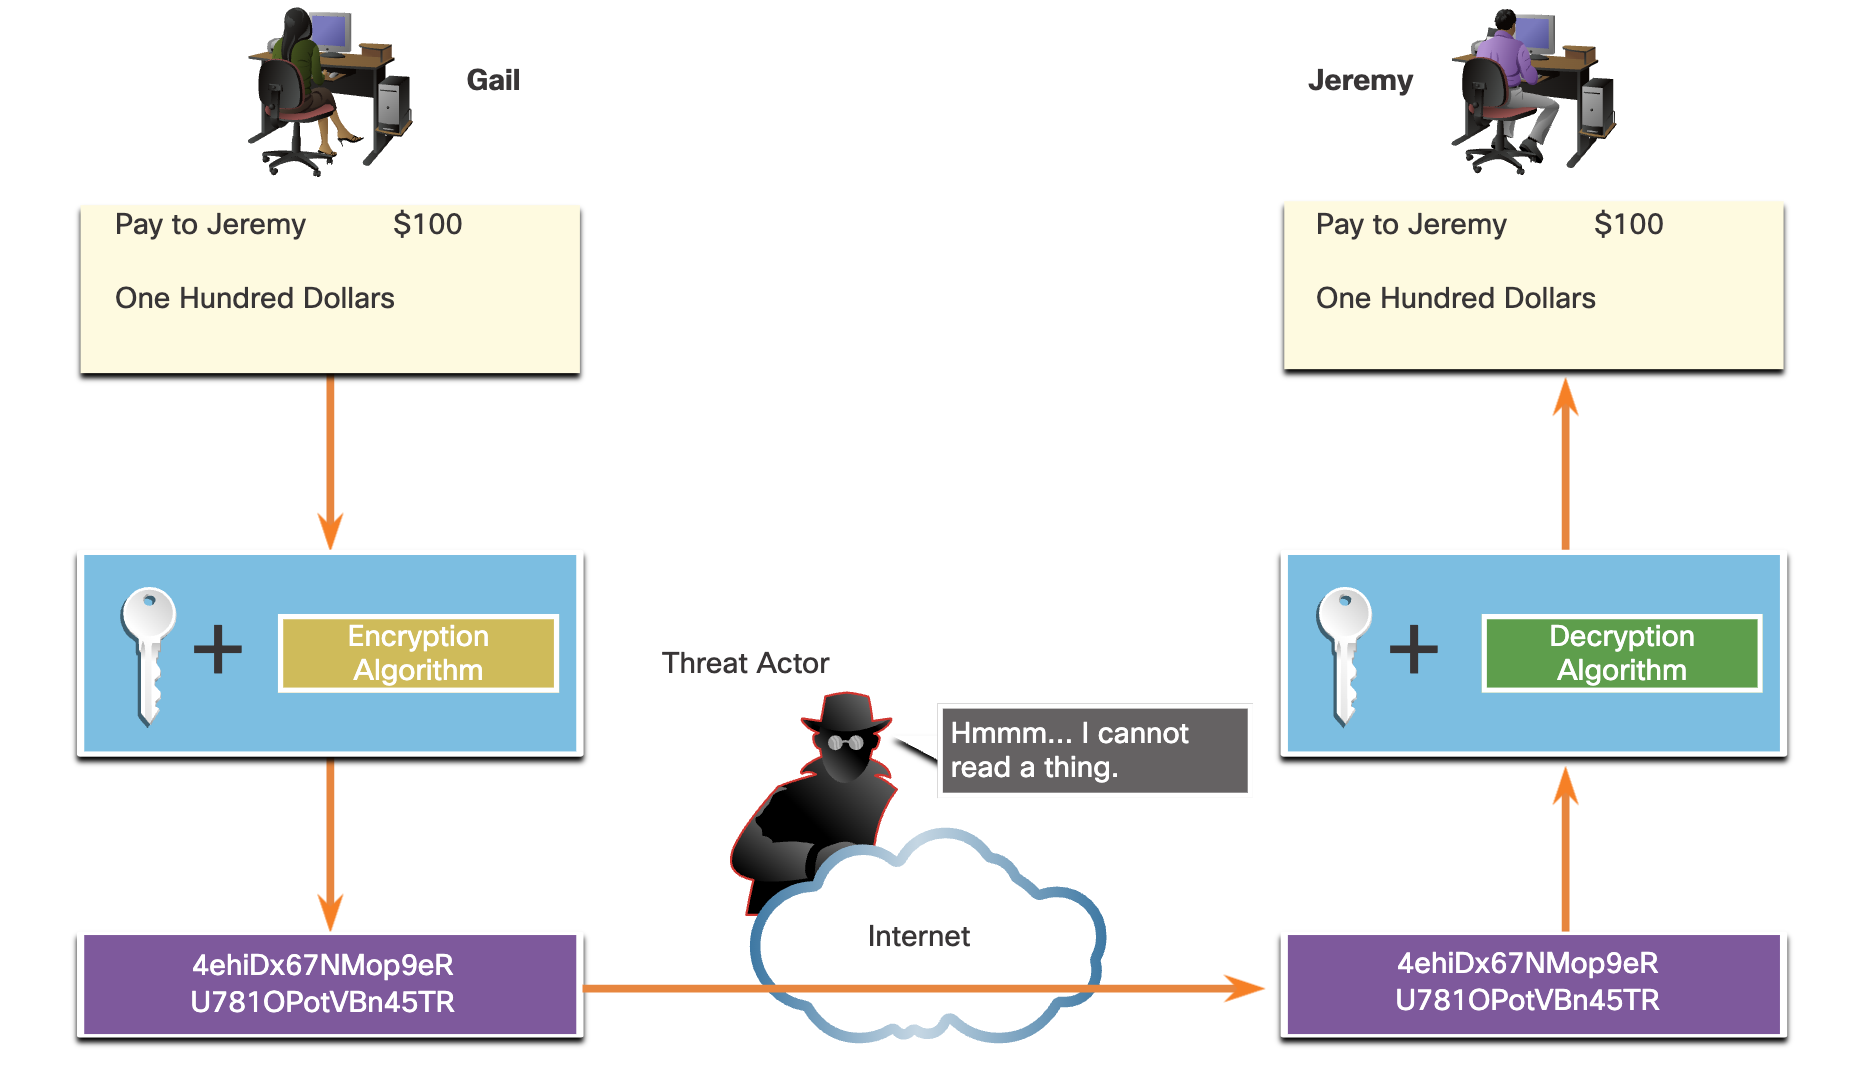 Gail
Jeremy
Pay to Jeremy $100
One Hundred Dollars
Pay to Jeremy $100
One Hundred Dollars
Encryption
Algorithm
Decryption
Algorithm
Threat Actor
Hmmm... I cannot
read a thing.
Internet
4ehiDx67NMop9eR
U781OPotVBn45TR
4ehiDx67NMop9eR
U781OPotVBn45TR